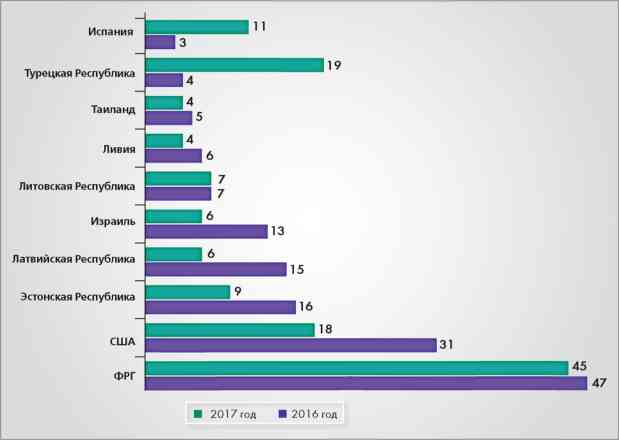 Испания
11
3
Турецкая Республика
19
4
Таиланд
4
5
Ливия
4
6
Литовская Республика
7
7
Израиль
6
13
Латвийская Республика
6
15
Эстонская Республика
9
16
США
18
31
ФРГ
45
47
2017 год 2016 год